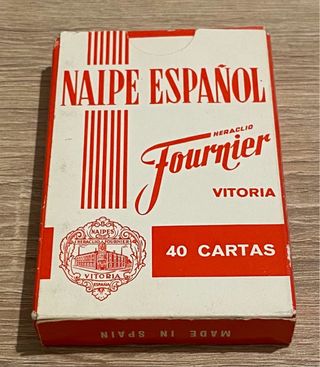 NAIPE ESPAÑOL
HERACLIO
Fournier
VITORIA
NAIPES
HERACLIO FOURNIER
VITORIA
ESPAÑA
40 CARTAS
MADE IN SPAIN